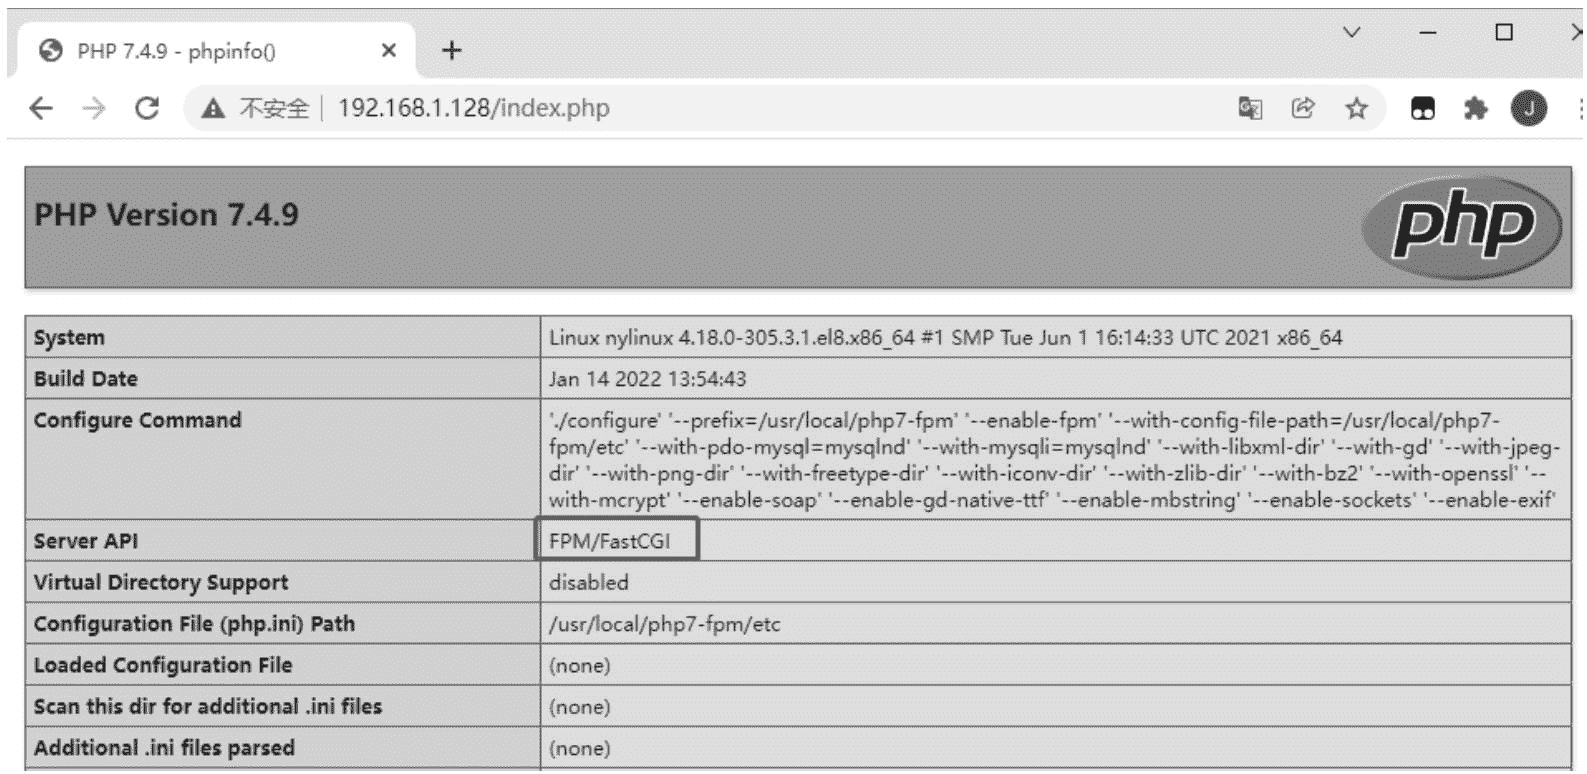 PHP 7.4.9 - phpinfo()
不安全 192.168.1.128/index.php
J
PHP Version 7.4.9
php
System Linux nylinux 4.18.0-305.3.1.el8.x86_64 #1 SMP Tue Jun 1 16:14:33 UTC 2021 x86_64
Build Date Jan 14 2022 13:54:43
Configure Command './configure' '--prefix=/usr/local/php7-fpm' '--enable-fpm' '--with-config-file-path=/usr/local/php7-
fpm/etc' '--with-pdo-mysql=mysqlnd' '--with-mysqli=mysqlnd' '--with-libxml-dir' '--with-gd' '--with-jpeg-
dir' '--with-png-dir' '--with-freetype-dir' '--with-iconv-dir' '--with-zlib-dir' '--with-bz2' '--with-openssl' '--
with-mcrypt' '--enable-soap' '--enable-gd-native-ttf' '--enable-mbstring' '--enable-sockets' '--enable-exif'
Server API FPM/FastCGI
Virtual Directory Support disabled
Configuration File (php.ini) Path /usr/local/php7-fpm/etc
Loaded Configuration File (none)
Scan this dir for additional .ini files (none)
Additional .ini files parsed (none)